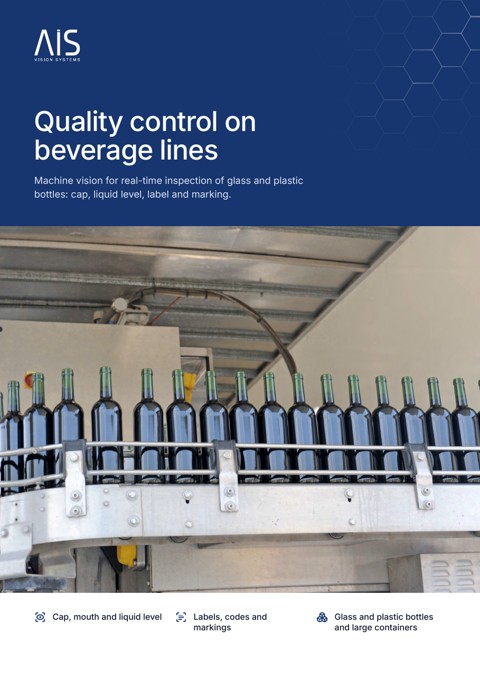 AIS
VISION SYSTEMS
Quality control on
beverage lines
Machine vision for real-time inspection of glass and plastic
bottles: cap, liquid level, label and marking.
Cap, mouth and liquid level
Labels, codes and
markings
Glass and plastic bottles
and large containers